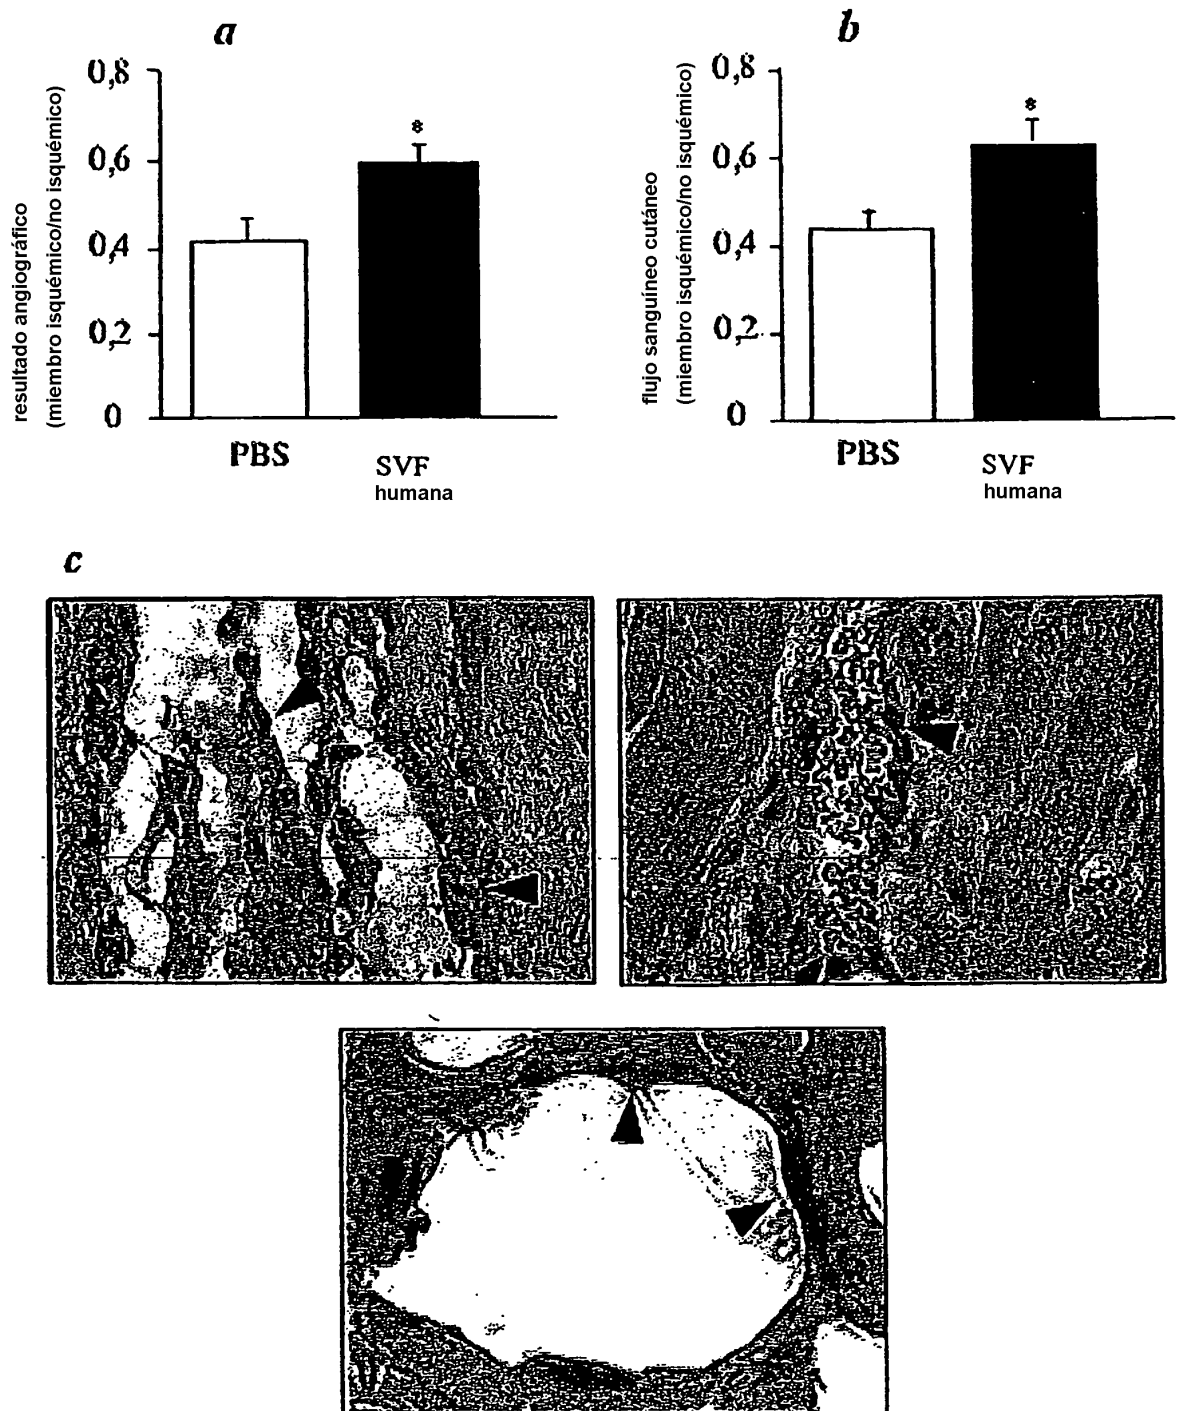 a
resultado angiográfico
(miembro isquémico/no isquémico)
0,8
0,6
0,4
0,2
0
*
PBS
SVF
humana
b
flujo sanguíneo cutáneo
(miembro isquémico/no isquémico)
0,8
0,6
0,4
0,2
0
*
PBS
SVF
humana
c